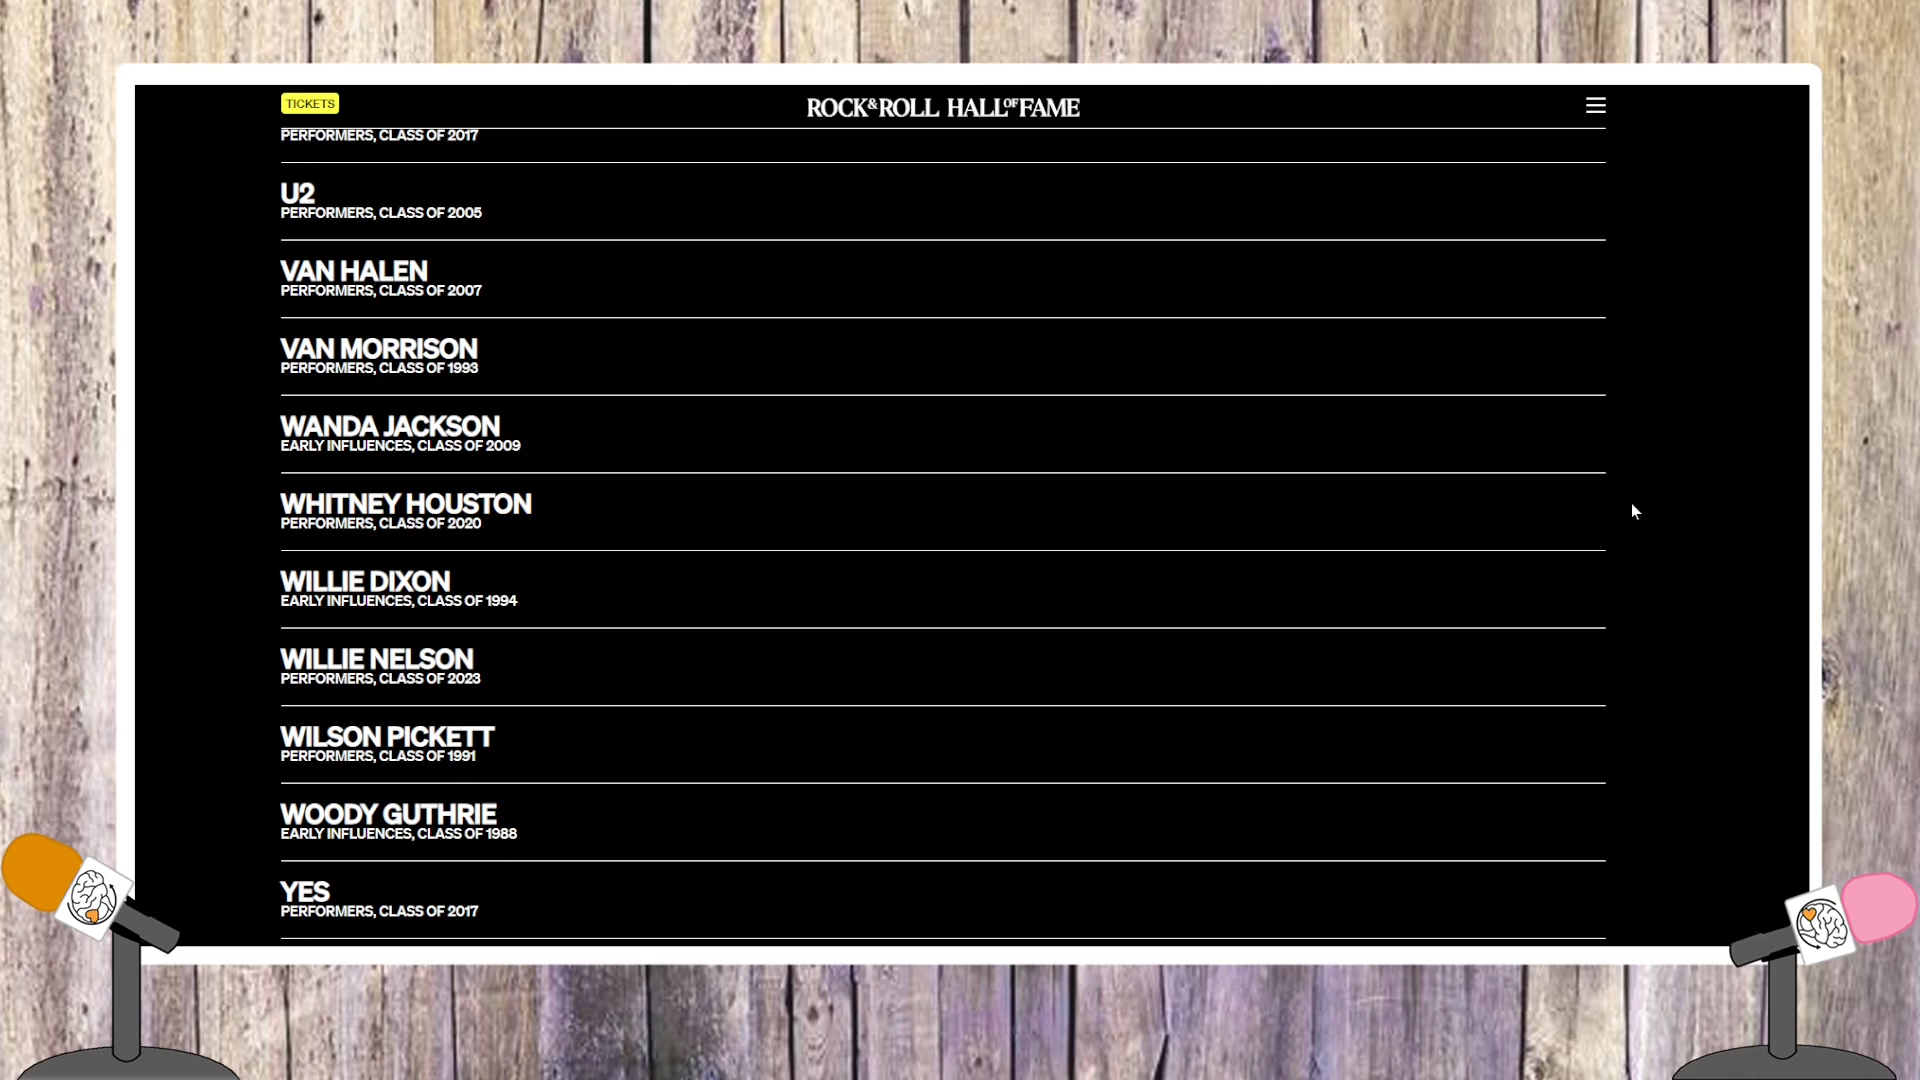 TICKETS
ROCK&ROLL HALL OF FAME
PERFORMERS, CLASS OF 2017
U2
PERFORMERS, CLASS OF 2005
VAN HALEN
PERFORMERS, CLASS OF 2007
VAN MORRISON
PERFORMERS, CLASS OF 1993
WANDA JACKSON
EARLY INFLUENCES, CLASS OF 2009
WHITNEY HOUSTON
PERFORMERS, CLASS OF 2020
WILLIE DIXON
EARLY INFLUENCES, CLASS OF 1994
WILLIE NELSON
PERFORMERS, CLASS OF 2023
WILSON PICKETT
PERFORMERS, CLASS OF 1991
WOODY GUTHRIE
EARLY INFLUENCES, CLASS OF 1988
YES
PERFORMERS, CLASS OF 2017